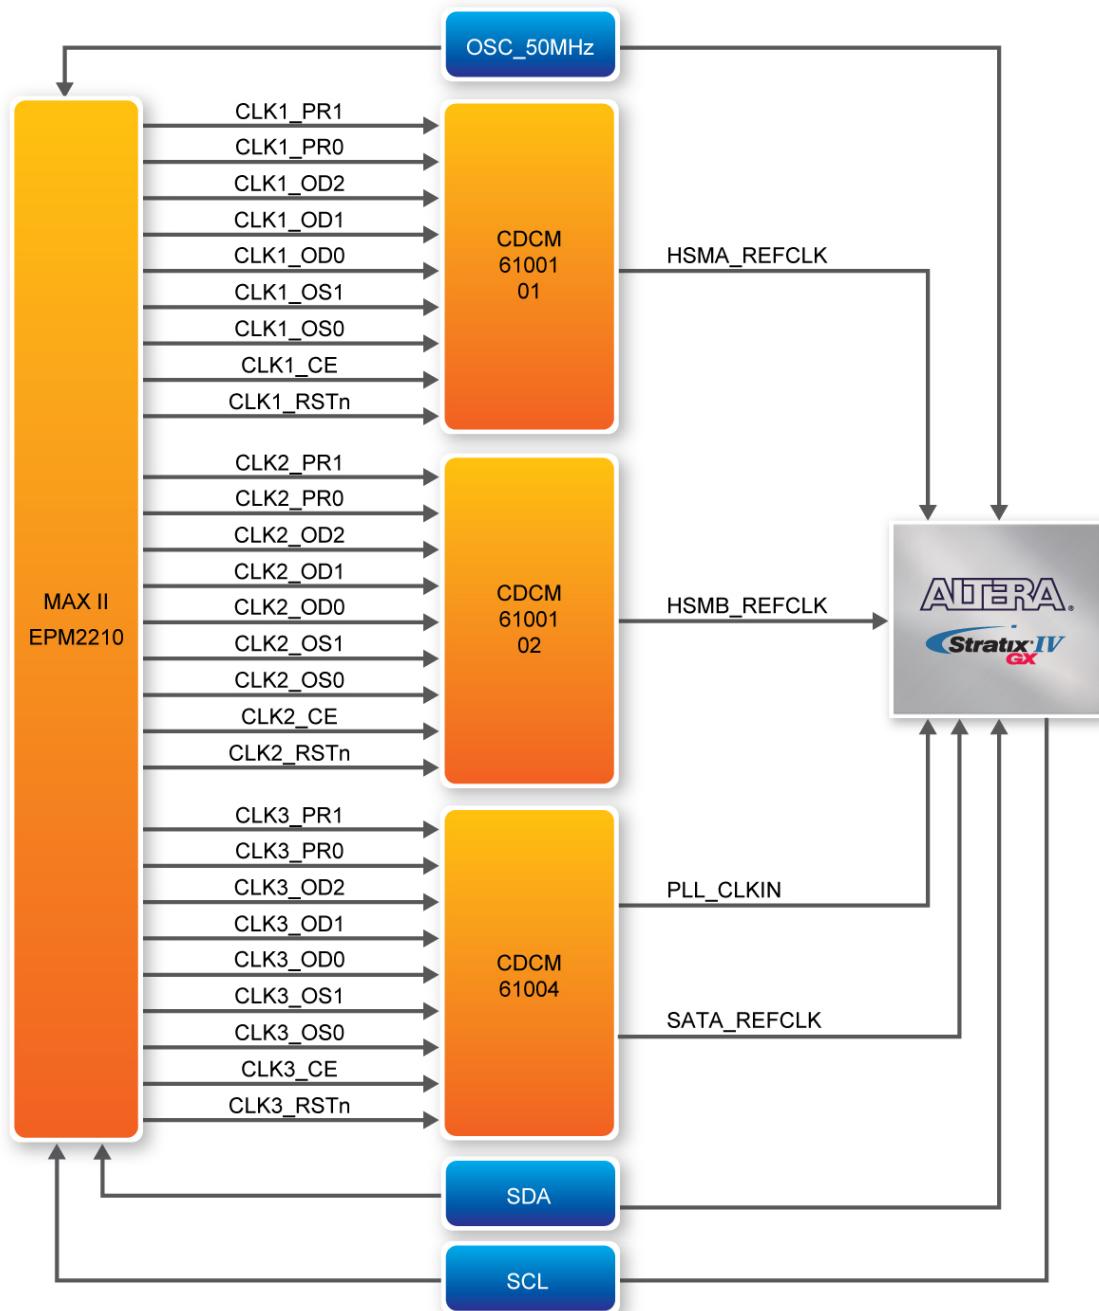 OSC_50MHz
CLK1_PR1
CLK1_PR0
CLK1_OD2
CLK1_OD1
CLK1_OD0
CLK1_OS1
CLK1_OS0
CLK1_CE
CLK1_RSTn
CDCM
61001
01
HSMA_REFCLK
MAX II
EPM2210
CLK2_PR1
CLK2_PR0
CLK2_OD2
CLK2_OD1
CLK2_OD0
CLK2_OS1
CLK2_OS0
CLK2_CE
CLK2_RSTn
CDCM
61001
02
HSMB_REFCLK
ALTERA®
Stratix® IV
GX
CLK3_PR1
CLK3_PR0
CLK3_OD2
CLK3_OD1
CLK3_OD0
CLK3_OS1
CLK3_OS0
CLK3_CE
CLK3_RSTn
CDCM
61004
PLL_CLKIN
SATA_REFCLK
SDA
SCL